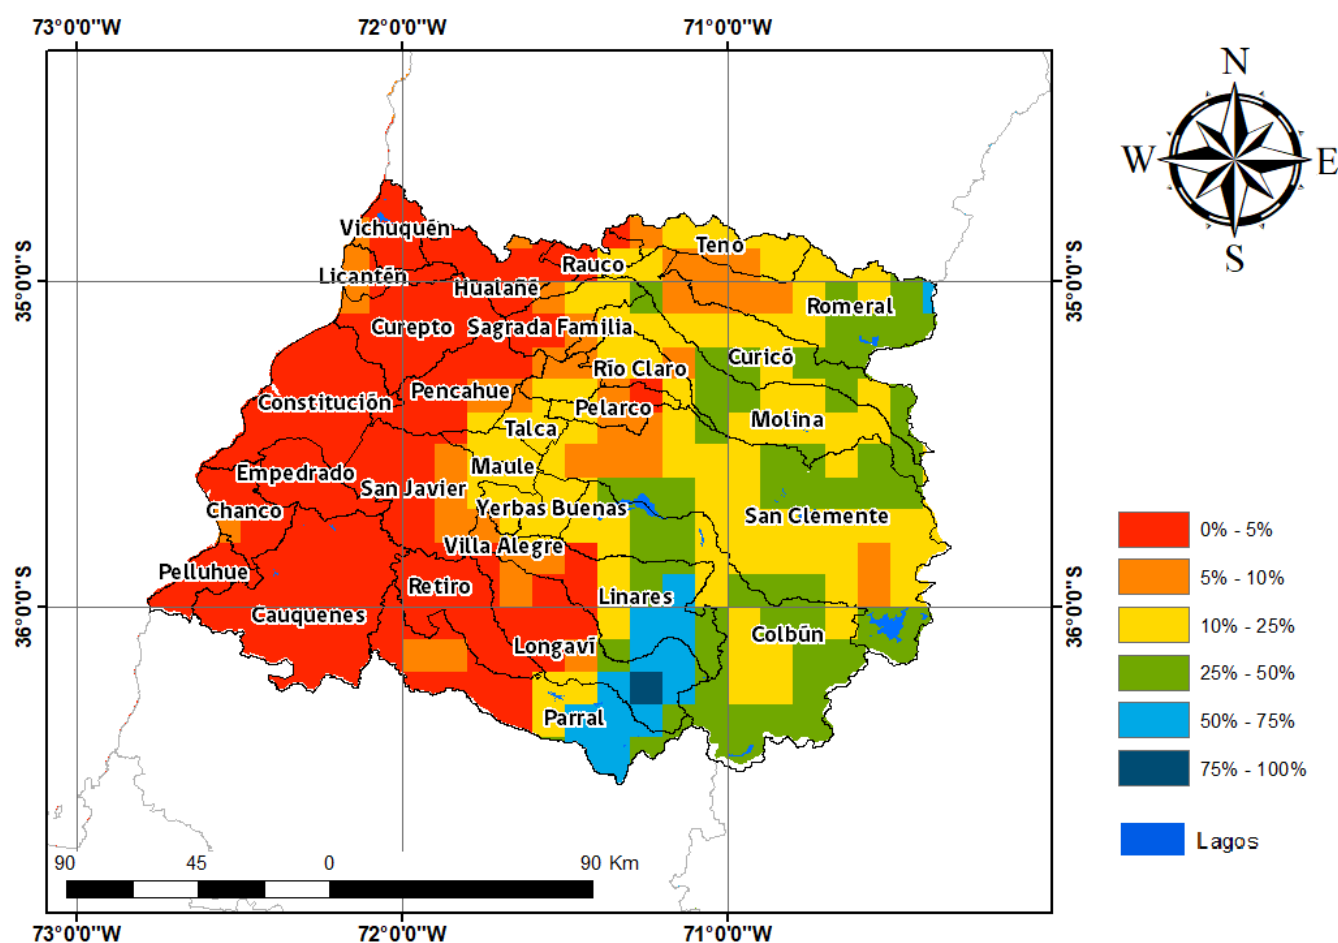 73°0'0"W 72°0'0"W 71°0'0"W
N
W E
S
Vichuquén
Teno
Rauco
Licantén
35°0'0"S 35°0'0"S
Hualañé
Romeral
Curepto Sagrada Familia
Curicó
Río Claro
Pencahue
Constitución
Pelarco
Molina
Talca
Maule
Empedrado
San Javier
Chanco
Yerbas Buenas
San Clemente
0% - 5%
Villa Alegre
Pelluhue
5% - 10%
Retiro
Linares
36°0'0"S 36°0'0"S
Cauquenes
10% - 25%
Colbún
Longaví
25% - 50%
Parral
50% - 75%
75% - 100%
Lagos
90 45 0 90 Km
73°0'0"W 72°0'0"W 71°0'0"W